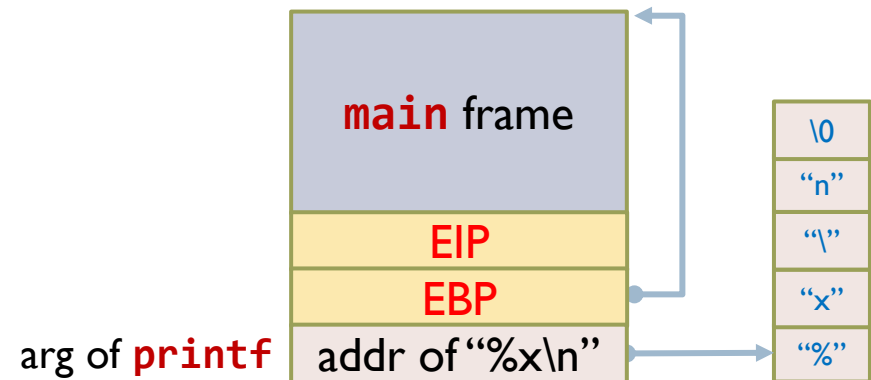 main frame
\0
“n”
EIP
“\”
EBP
“x”
arg of printf
addr of “%x\n”
“%”